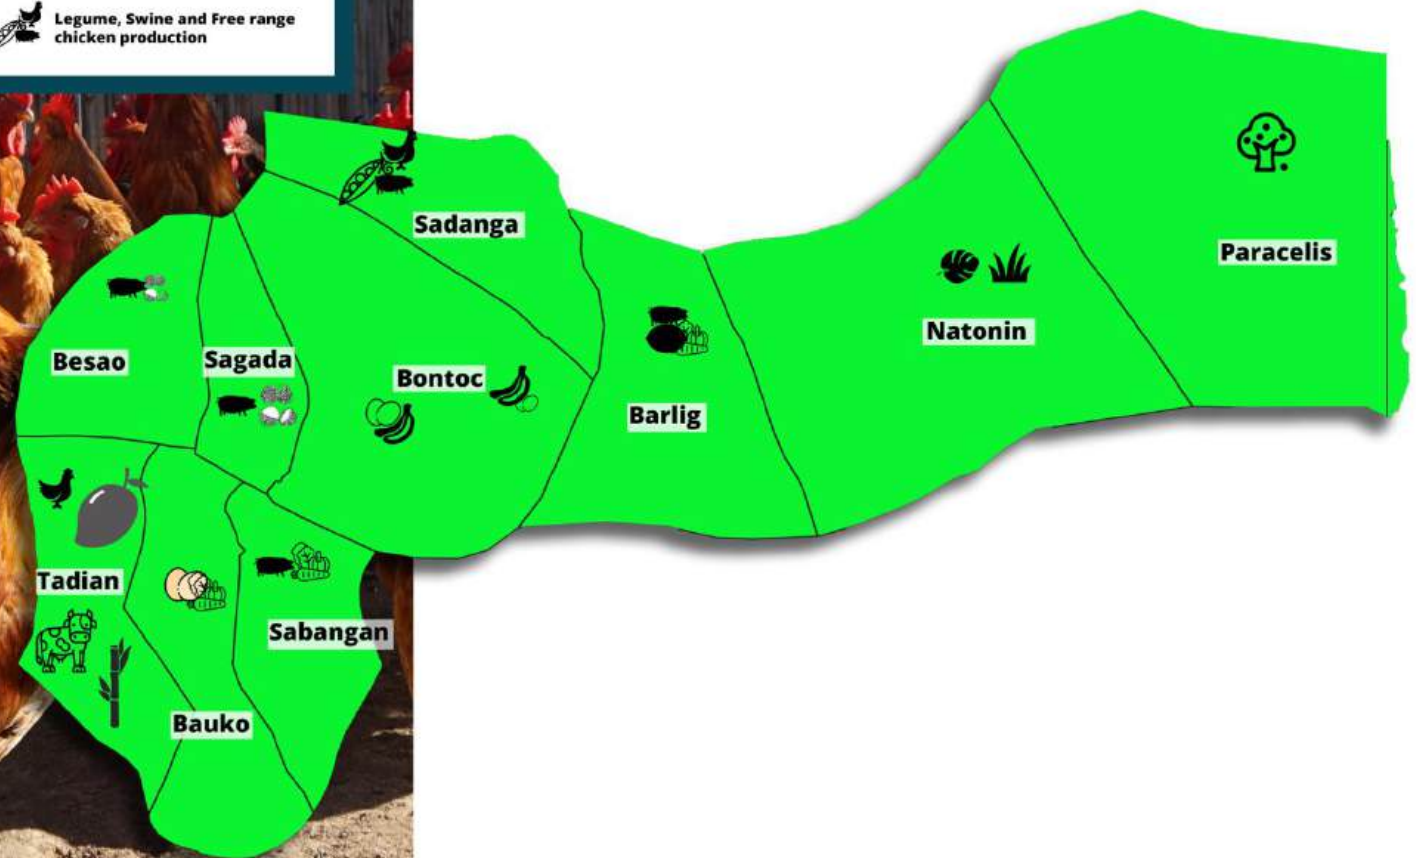 Legume, Swine and Free range
chicken production
Sadanga
Paracelis
Natonin
Besao
Sagada
Bontoc
Barlig
Tadian
Sabangan
Bauko